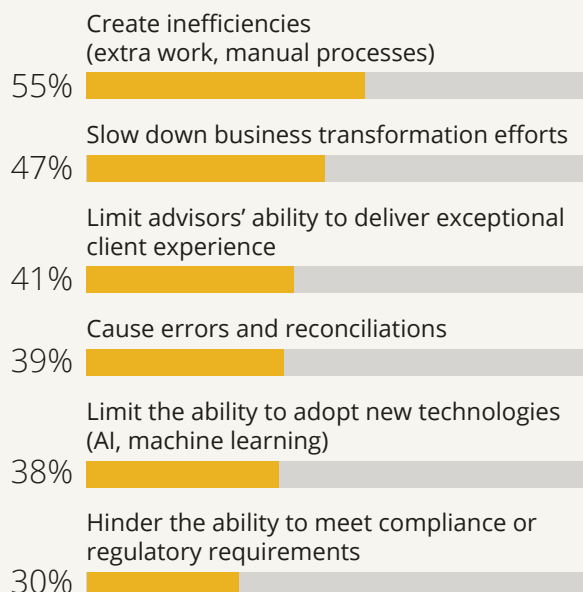 Create inefficiencies
(extra work, manual processes)
55%
Slow down business transformation efforts
47%
Limit advisors’ ability to deliver exceptional
client experience
41%
Cause errors and reconciliations
39%
Limit the ability to adopt new technologies
(AI, machine learning)
38%
Hinder the ability to meet compliance or
regulatory requirements
30%